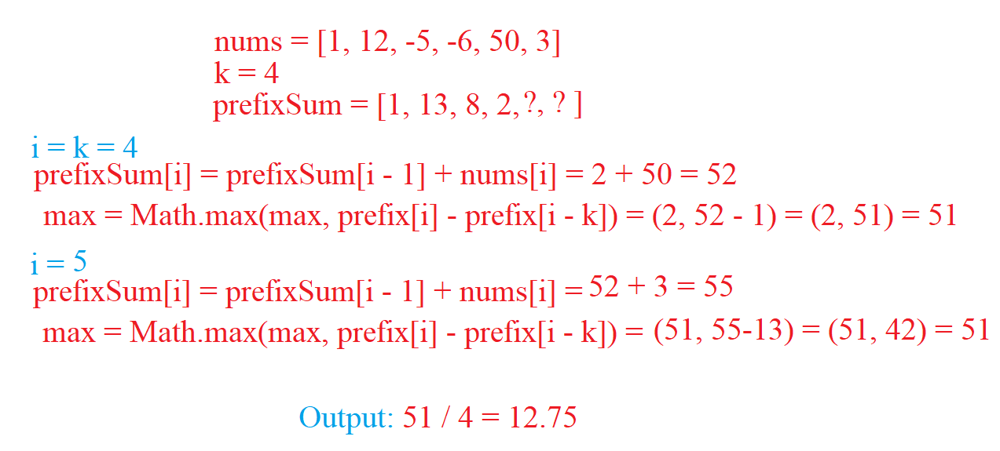 nums = [1, 12, -5, -6, 50, 3]
k = 4
prefixSum = [1, 13, 8, 2,?, ? ]
i = k = 4
prefixSum[i] = prefixSum[i - 1] + nums[i] = 2 + 50 = 52
max = Math.max(max, prefix[i] - prefix[i - k]) = (2, 52 - 1) = (2, 51) = 51
i = 5
prefixSum[i] = prefixSum[i - 1] + nums[i] = 52 + 3 = 55
max = Math.max(max, prefix[i] - prefix[i - k]) = (51, 55-13) = (51, 42) = 51
Output: 51 / 4 = 12.75